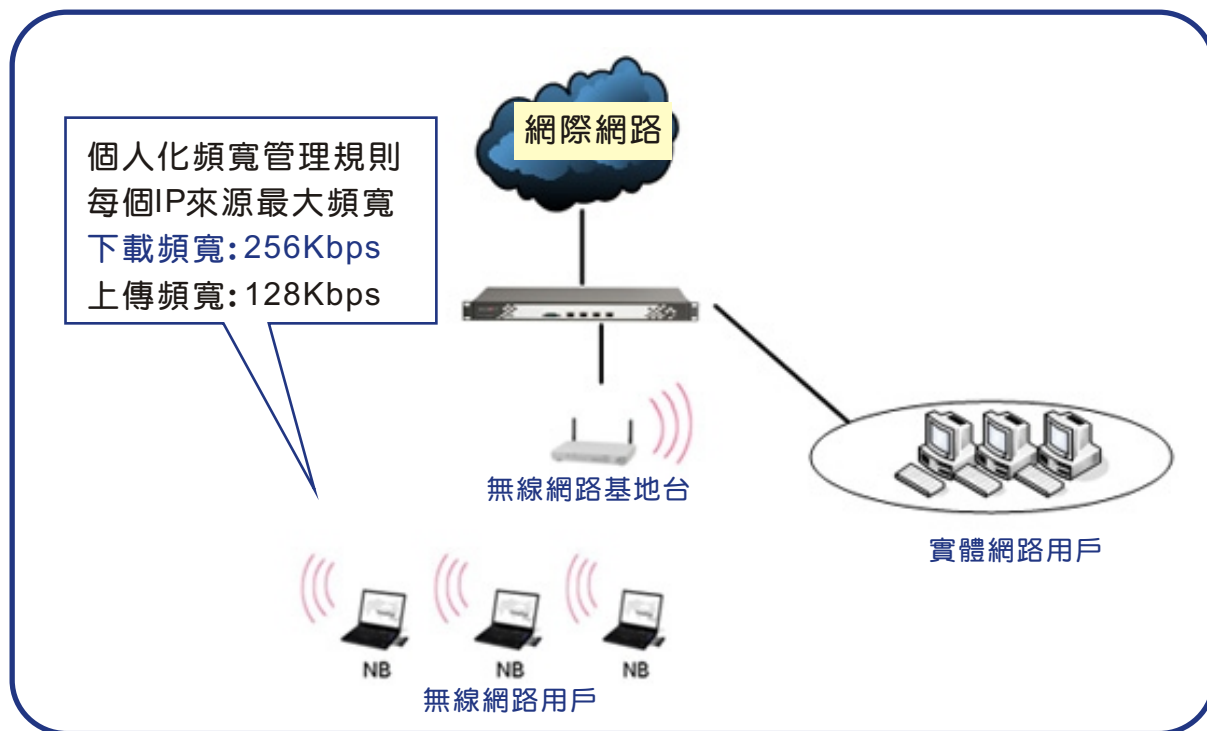 網際網路
個人化頻寬管理規則
每個IP來源最大頻寬
下載頻寬:256Kbps
上傳頻寬:128Kbps
無線網路基地台
實體網路用戶
NB NB NB
無線網路用戶